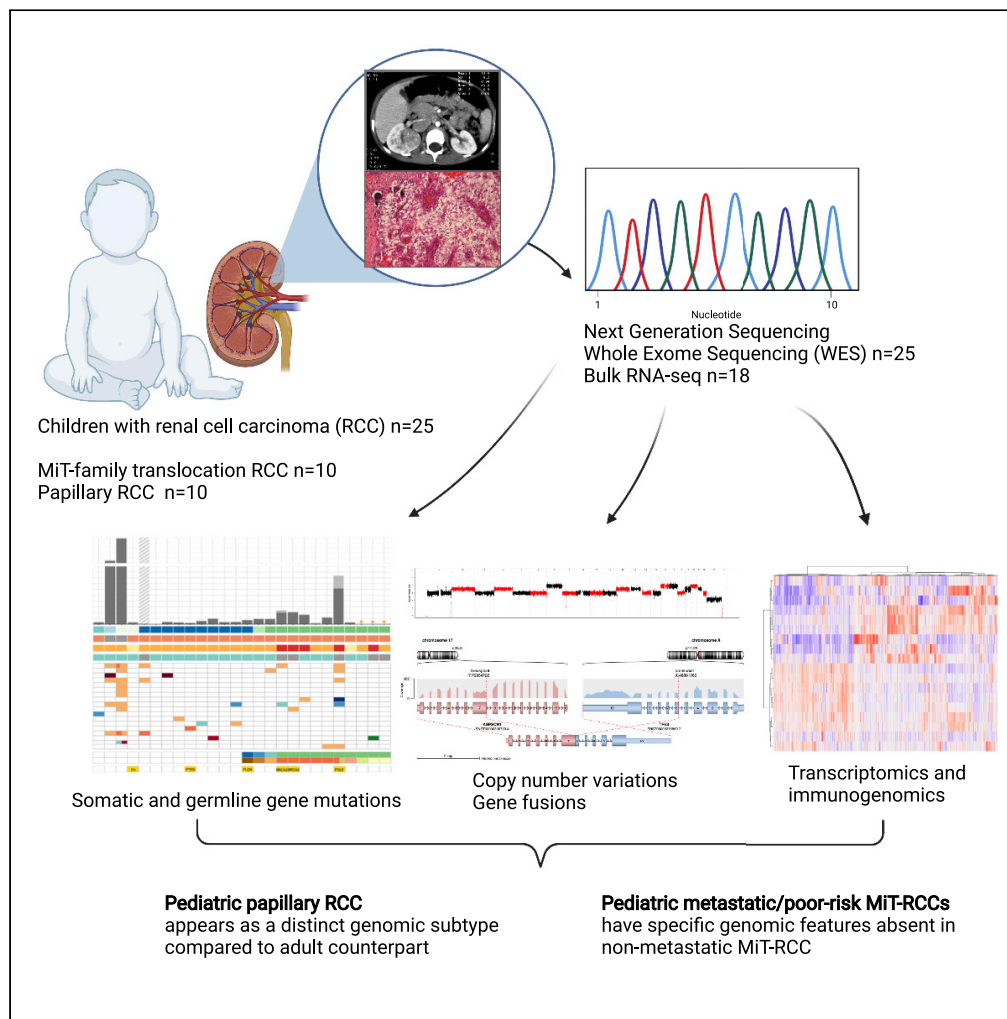 1
10
Nucleotide
Next Generation Sequencing
Whole Exome Sequencing (WES) n=25
Bulk RNA-seq n=18
Children with renal cell carcinoma (RCC) n=25
MiT-family translocation RCC n=10
Papillary RCC n=10
chromosome 17
chromosome X
Somatic and germline gene mutations
Copy number variations
Gene fusions
Transcriptomics and
immunogenomics
Pediatric papillary RCC
appears as a distinct genomic subtype
compared to adult counterpart
Pediatric metastatic/poor-risk MiT-RCCs
have specific genomic features absent in
non-metastatic MiT-RCC